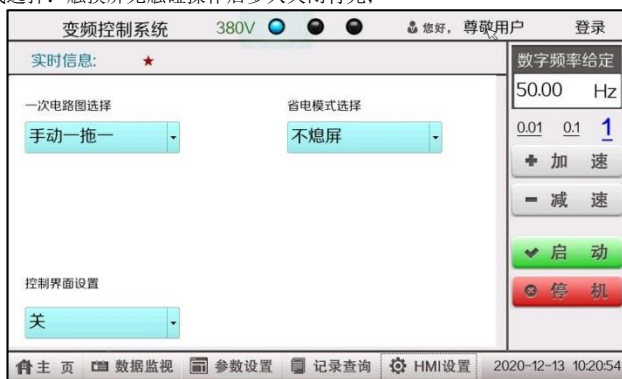 变频控制系统 380V 您好， 尊敬用户 登录
实时信息: ★ 数字频率给定
50.00 Hz
一次电路图选择 省电模式选择
手动一拖一 不熄屏
0.01 0.1 1
加 速
减 速
启 动
控制界面设置
停 机
关
主 页 数据监视 参数设置 记录查询 HMI设置 2020-12-13 10:20:54